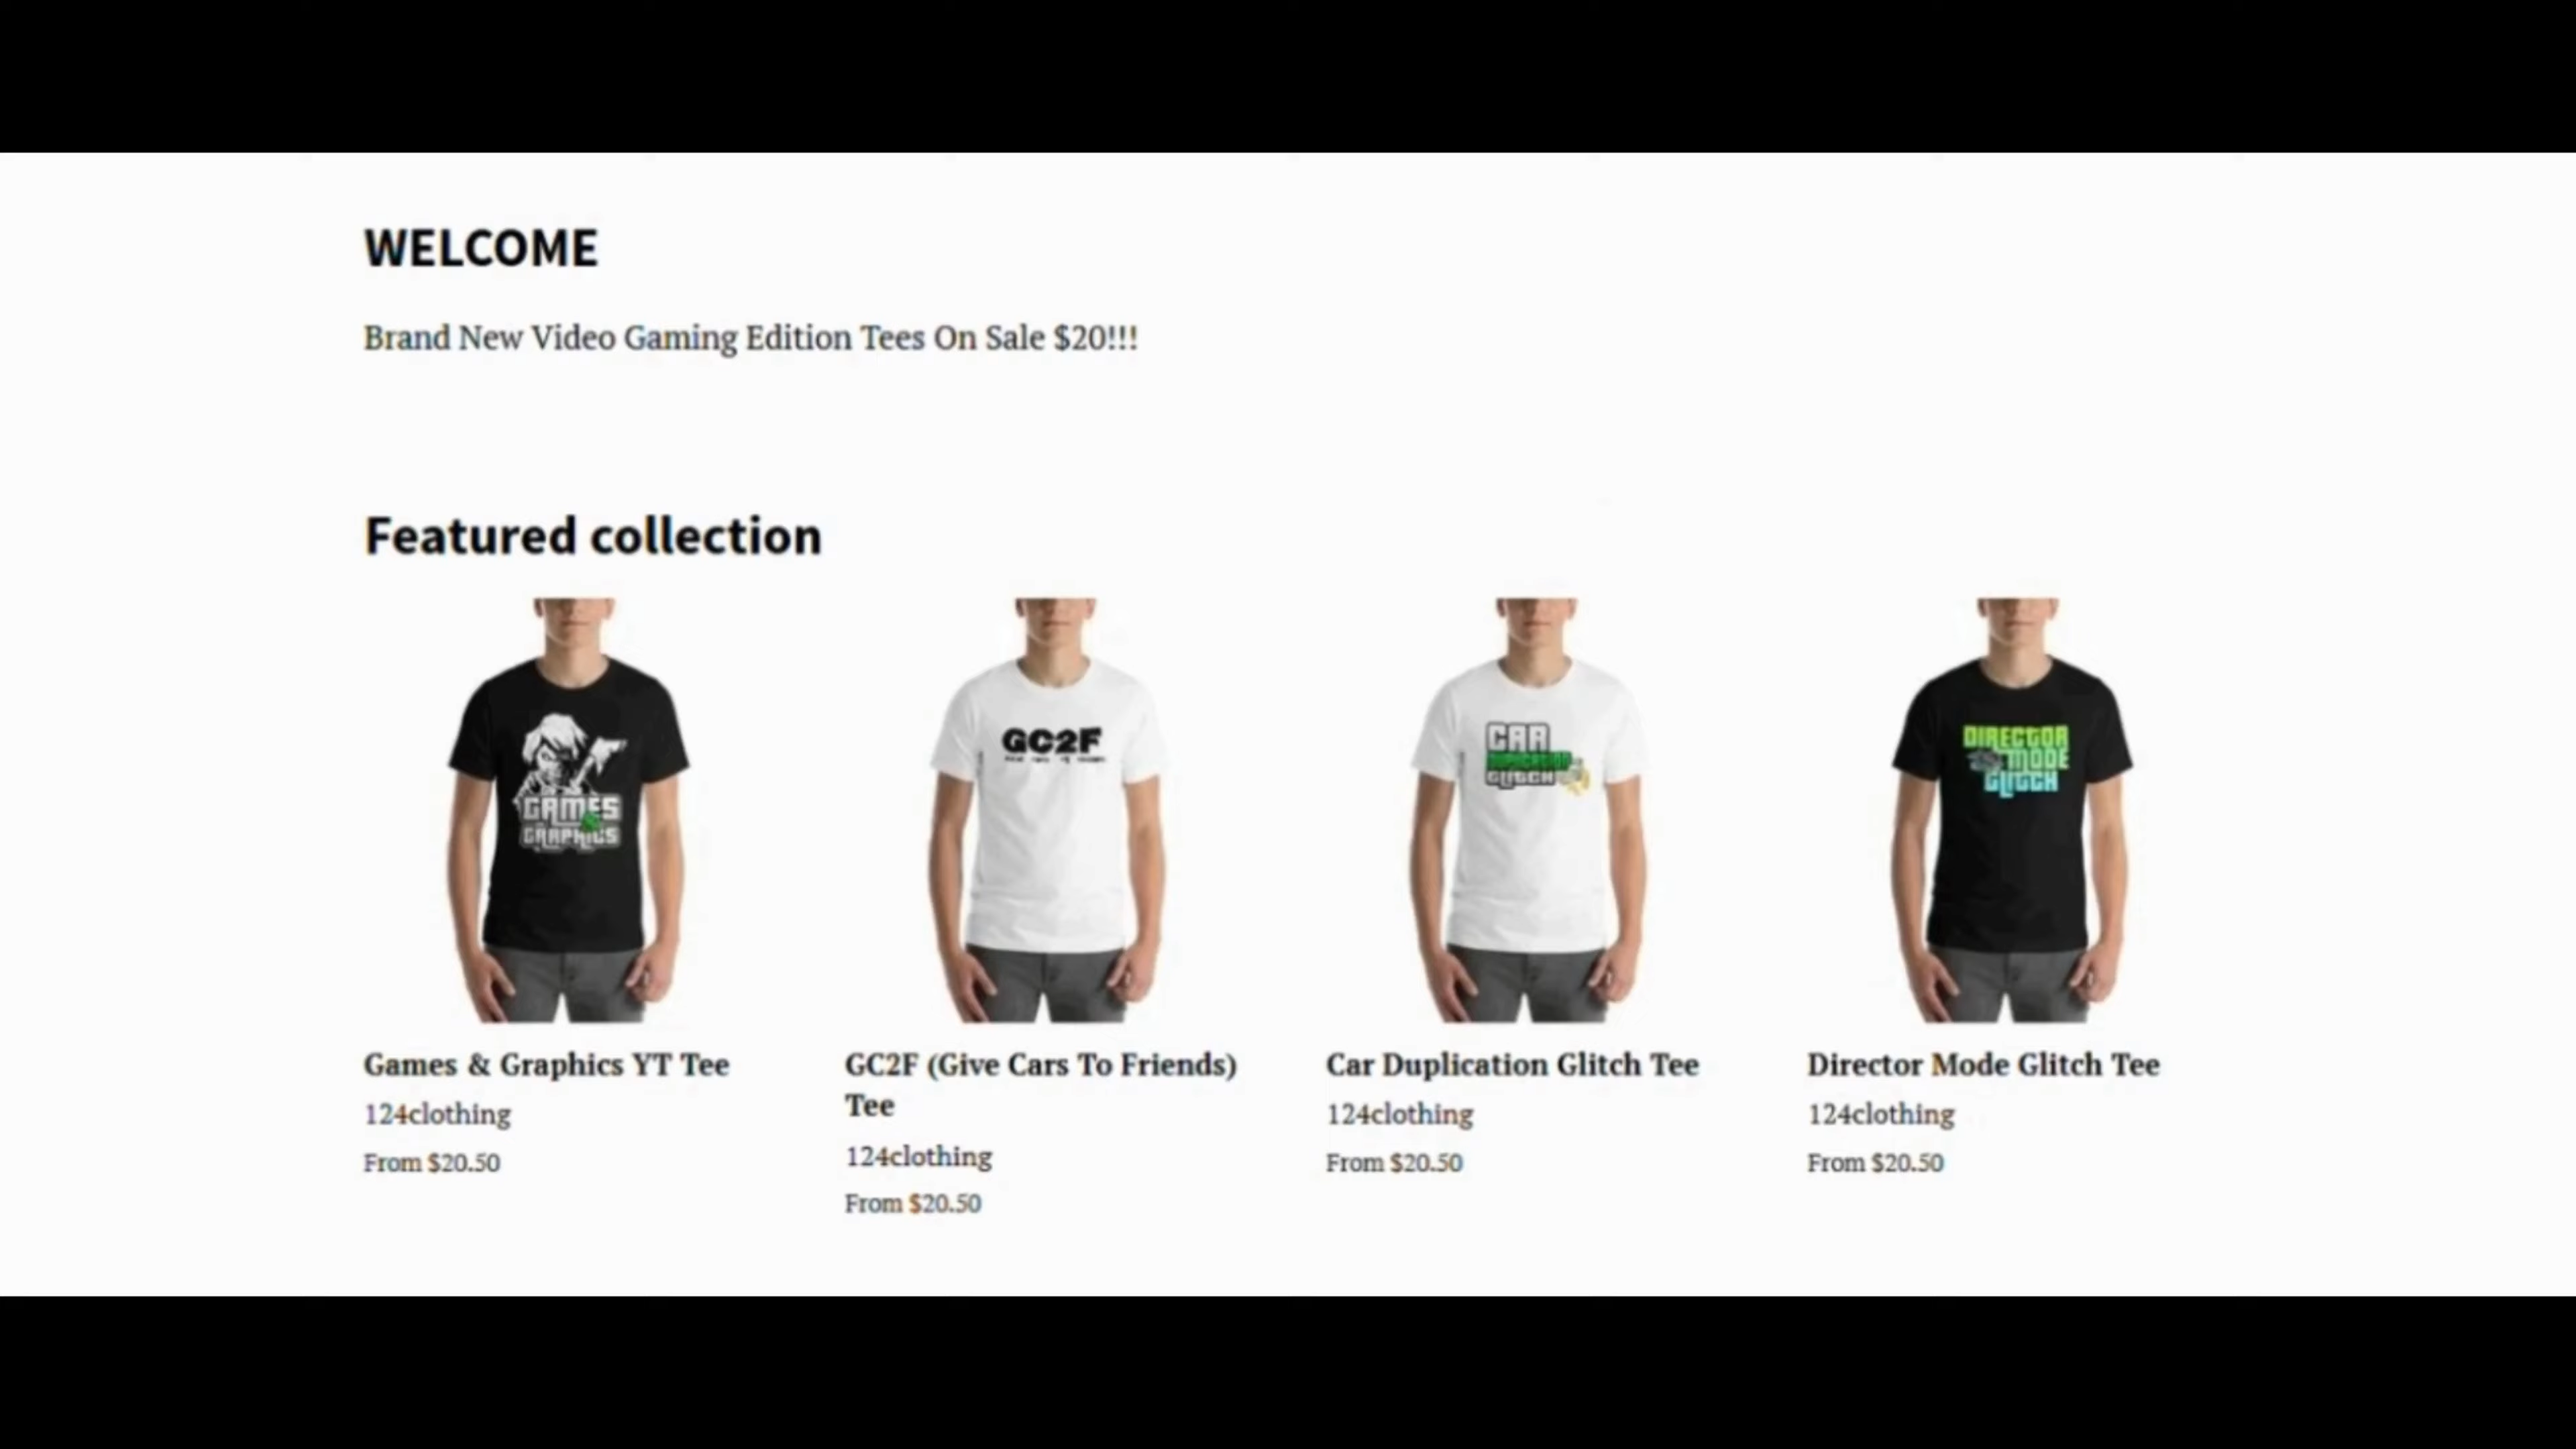 WELCOME
Brand New Video Gaming Edition Tees On Sale $20!!!
Featured collection
GAMES
GRAPHICS
GC2F
CAR
DUPLICATION
GLITCH
DIRECTOR
MODE
GLITCH
Games & Graphics YT Tee
124clothing
From $20.50
GC2F (Give Cars To Friends)
Tee
124clothing
From $20.50
Car Duplication Glitch Tee
124clothing
From $20.50
Director Mode Glitch Tee
124clothing
From $20.50